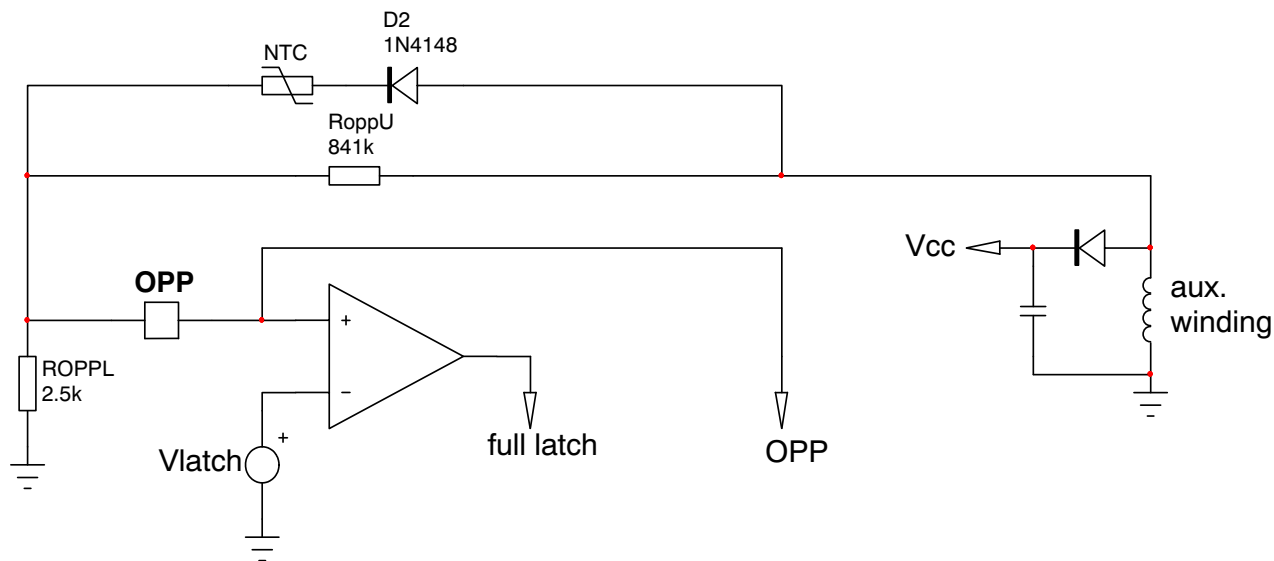 D2
1N4148
NTC
RoppU
841k
Vcc
OPP
aux.
winding
+
ROPPL
2.5k
−
+
full latch
OPP
Vlatch